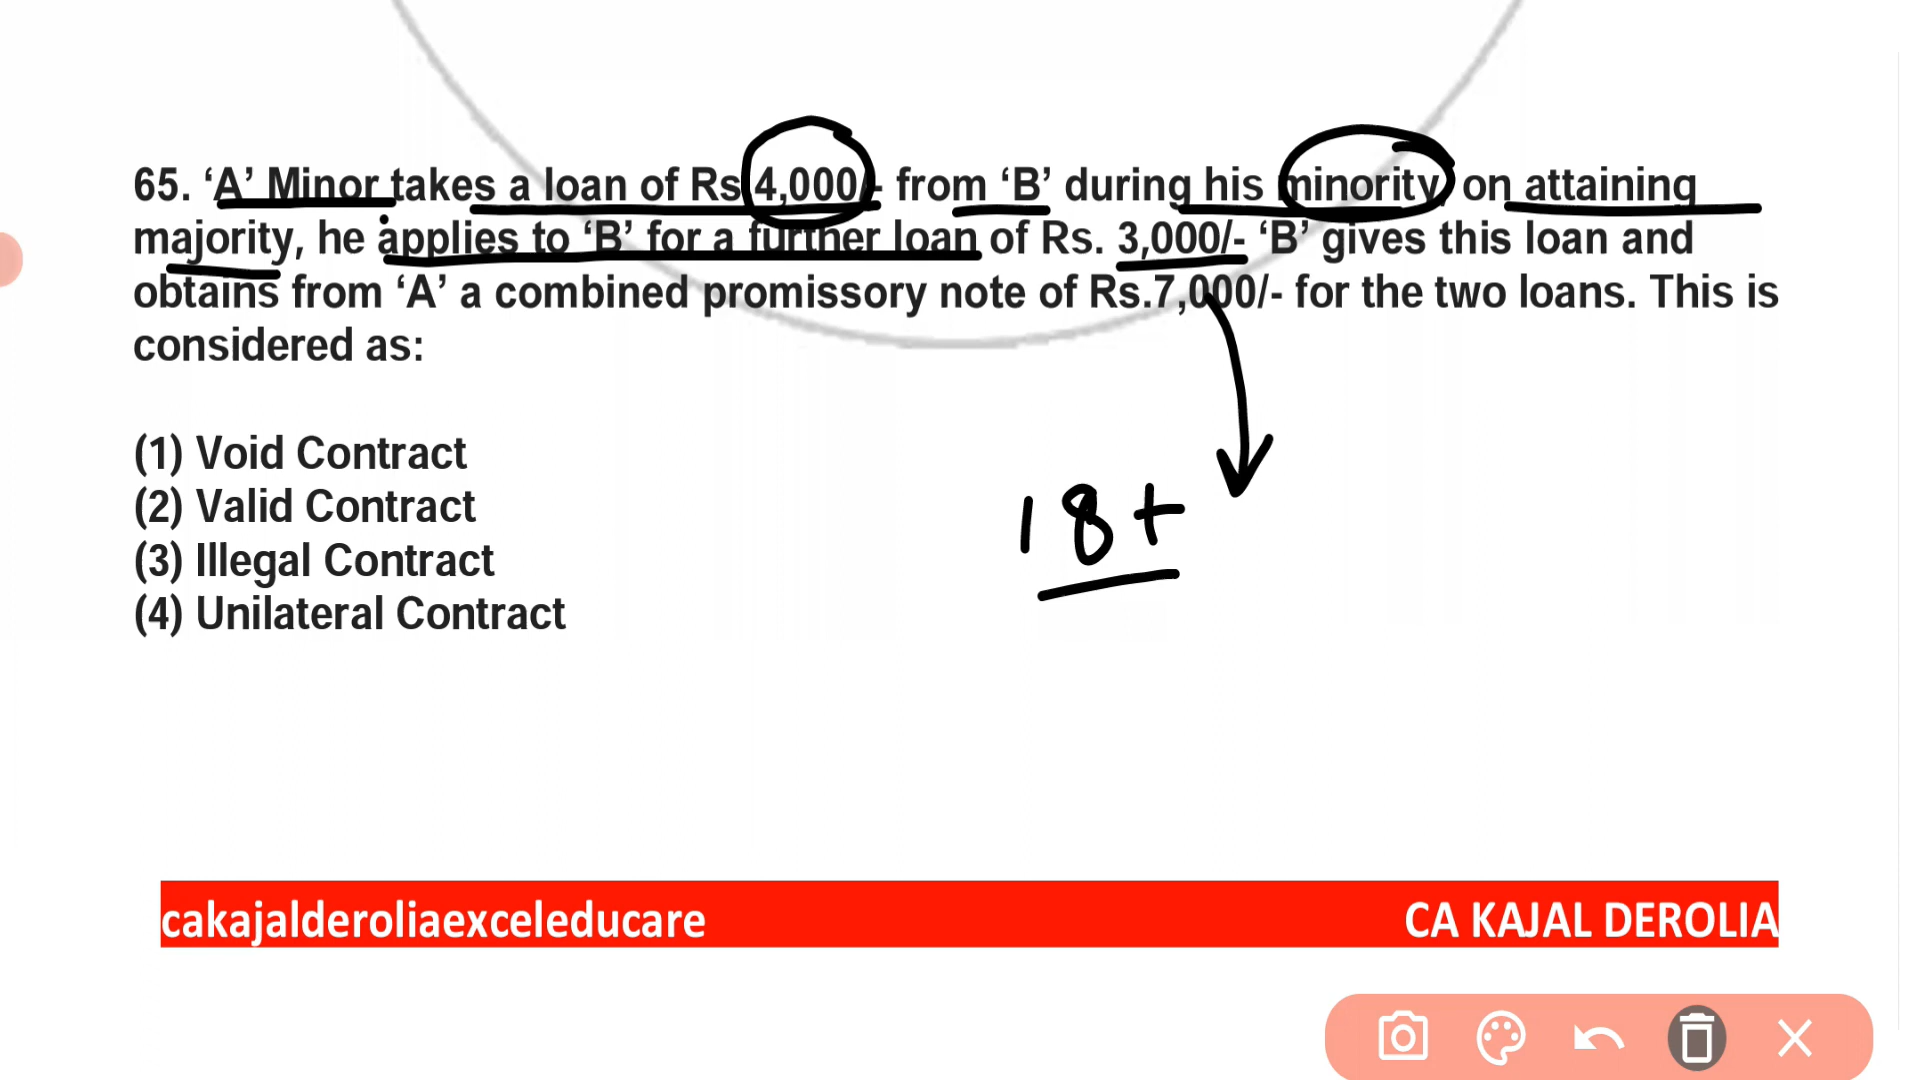 65. ‘A’ Minor takes a loan of Rs 4,000/- from ‘B’ during his minority, on attaining
majority, he applies to ‘B’ for a further loan of Rs. 3,000/- ‘B’ gives this loan and
obtains from ‘A’ a combined promissory note of Rs.7,000/- for the two loans. This is
considered as:
(1) Void Contract
(2) Valid Contract
(3) Illegal Contract
(4) Unilateral Contract
18+
cakajalderoliaexceleducare
CA KAJAL DEROLIA